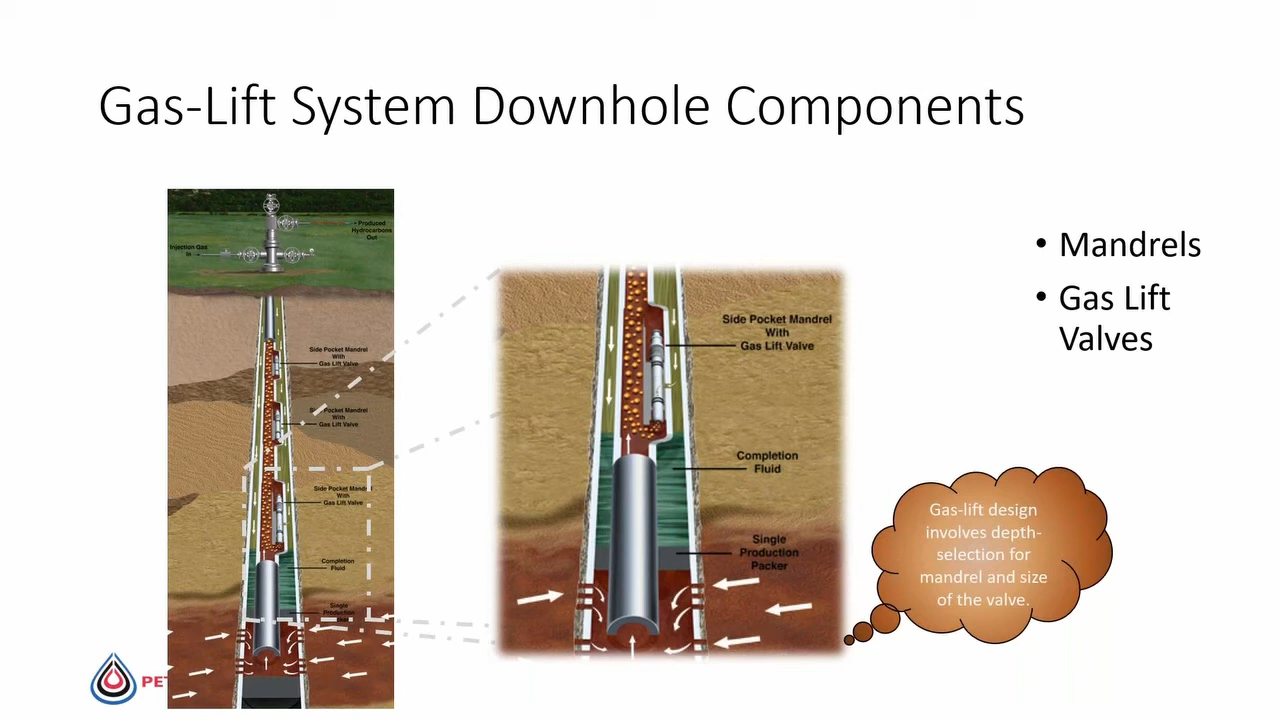 Gas-Lift System Downhole Components
Produced
Hydrocarbons
Out
Injection Gas
In
Side Pocket Mandrel
With
Gas Lift Valve
Side Pocket Mandrel
With
Gas Lift Valve
Side Pocket Mandrel
With
Gas Lift Valve
Completion
Fluid
Single
Production
Side Pocket Mandrel
With
Gas Lift Valve
Completion
Fluid
Single
Production
Packer
• Mandrels
• Gas Lift
Valves
Gas-lift design
involves depth-
selection for
mandrel and size
of the valve.
PET